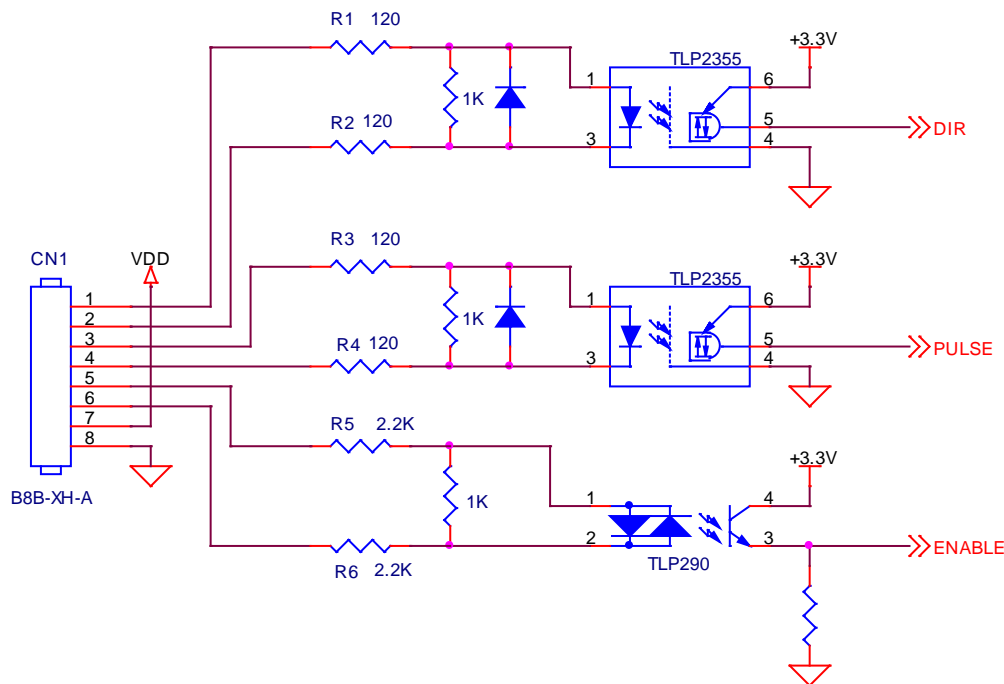 R1 120
+3.3V
TLP2355
1
6
1K
5
DIR
R2 120
3
4
R3 120
+3.3V
CN1
VDD
TLP2355
1
6
1
2
1K
3
5
PULSE
R4 120
4
3
4
5
6
R5 2.2K
7
8
+3.3V
B8B-XH-A
1K
1
4
2
3
ENABLE
R6 2.2K
TLP290